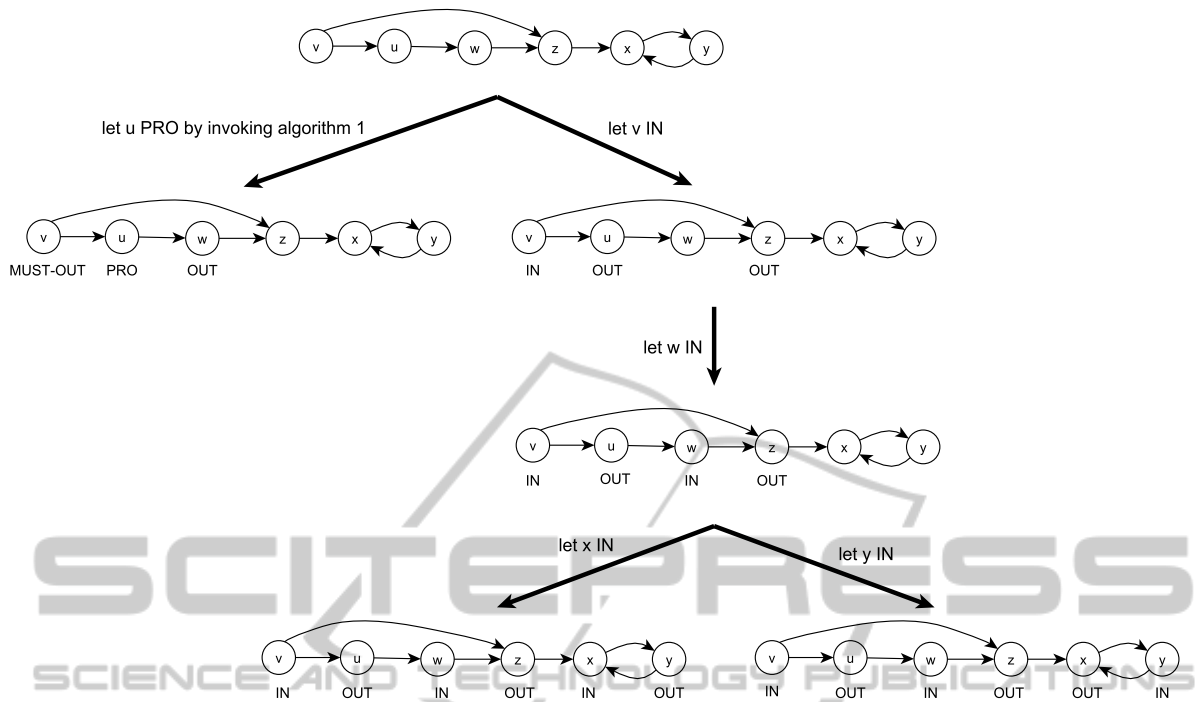 v u w z x y
let u PRO by invoking algorithm 1 let v IN
v u w z x y v u w z x y
MUST-OUT PRO OUT IN OUT OUT
let w IN
v u w z x y
IN OUT IN OUT
let x IN let y IN
SCITEPRESS
v u w z x y v u w z x y
SCIENCE AND TECHNOLOGY PUBLICATIONS
IN OUT IN OUT IN OUT IN OUT IN OUT OUT IN